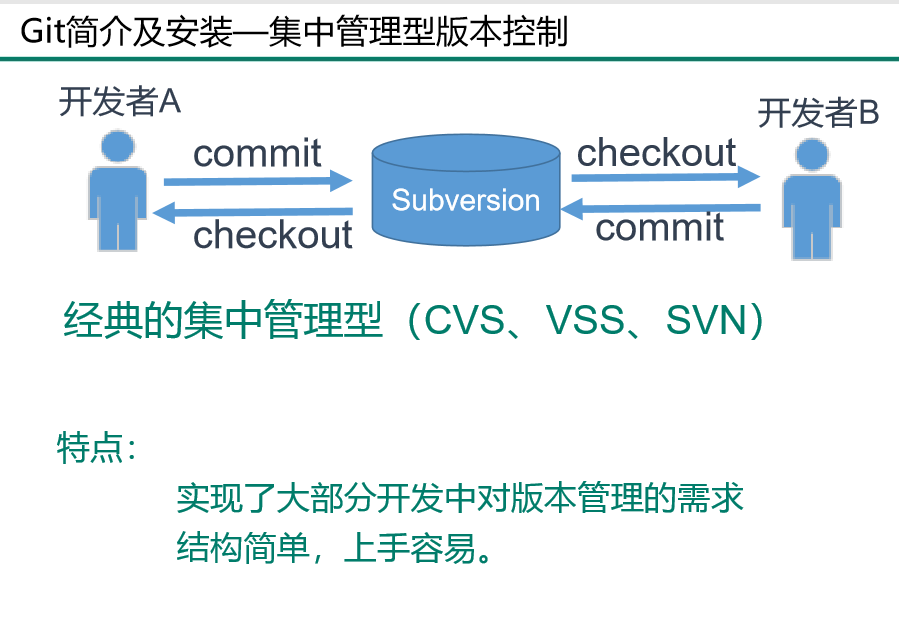 Git简介及安装—集中管理型版本控制
开发者A
开发者B
commit
checkout
Subversion
checkout
commit
经典的集中管理型（CVS、VSS、SVN）
特点：
实现了大部分开发中对版本管理的需求
结构简单，上手容易。